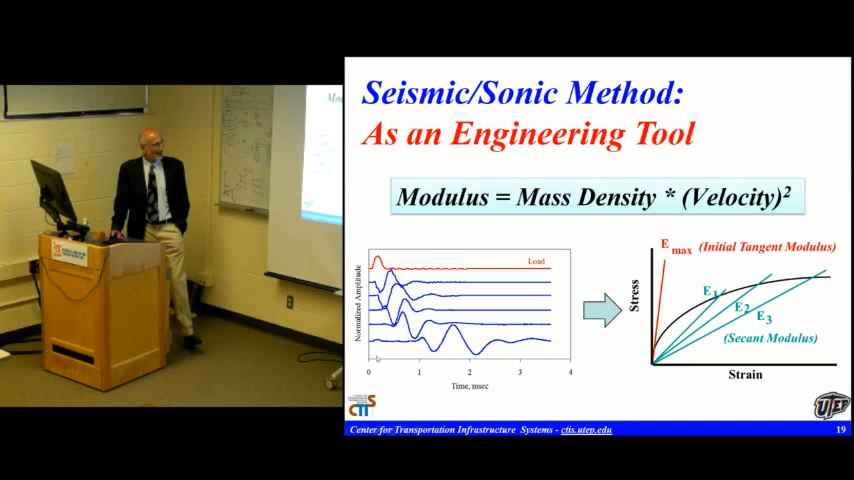 Seismic/Sonic Method:
As an Engineering Tool
Modulus = Mass Density * (Velocity)2
Load
Normalized Amplitude
0 1 2 3 4
Time, msec
E max (Initial Tangent Modulus)
E1
E2
E3
(Secant Modulus)
Stress
Strain
CTIS
UTEP
Center for Transportation Infrastructure Systems - ctis.utep.edu
19